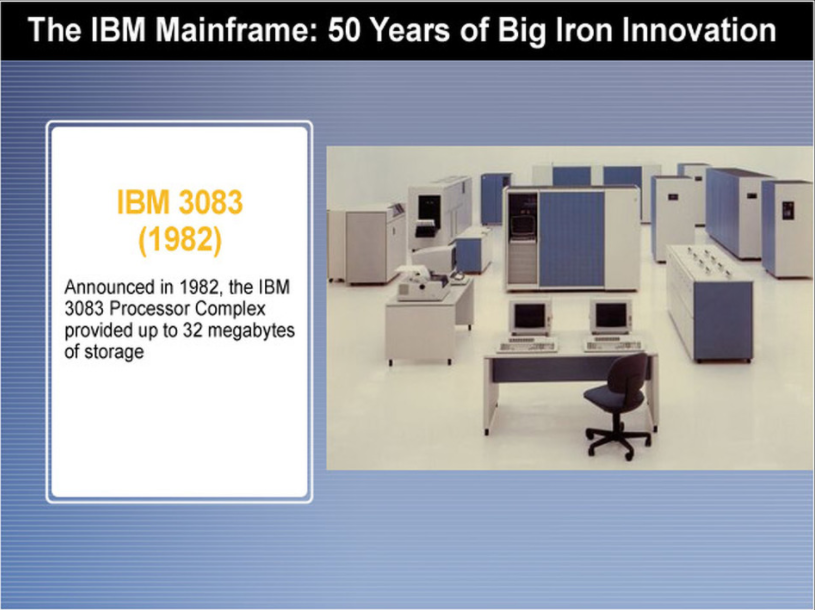 The IBM Mainframe: 50 Years of Big Iron Innovation
IBM 3083
(1982)
Announced in 1982, the IBM
3083 Processor Complex
provided up to 32 megabytes
of storage